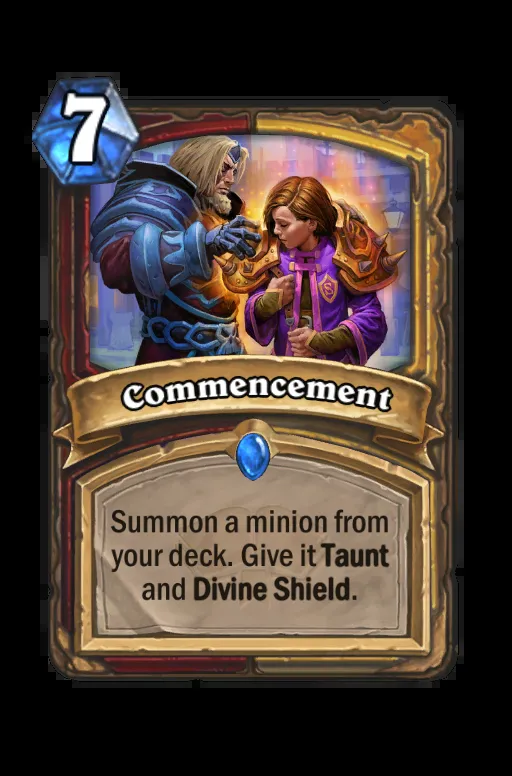 7
S
Commencement
Summon a minion from
your deck. Give it Taunt
and Divine Shield.